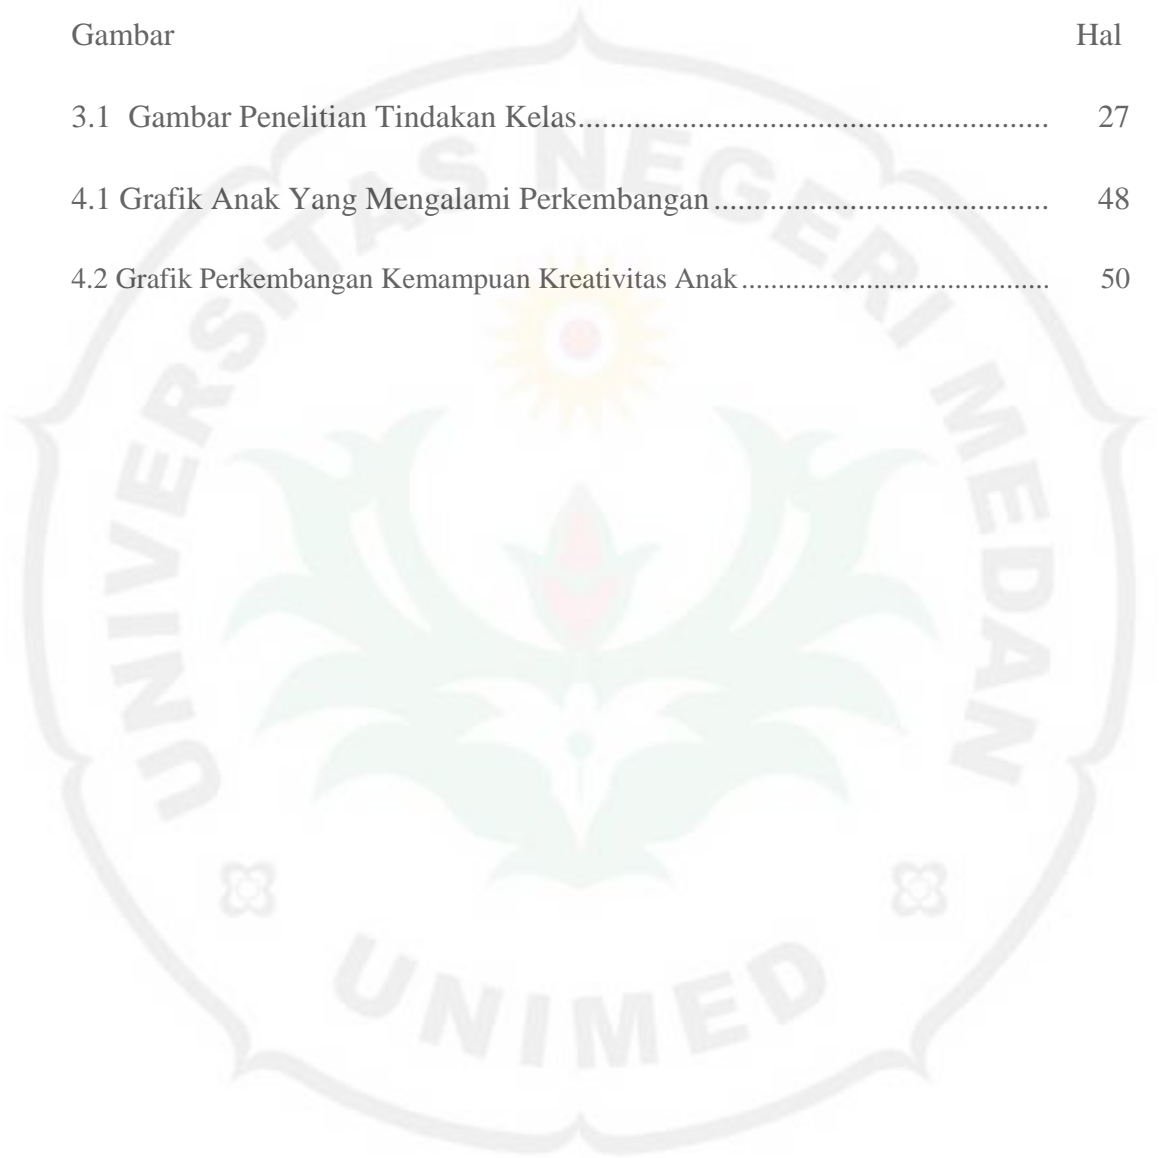 Gambar Hal
3.1 Gambar Penelitian Tindakan Kelas......................................................... 27
4.1 Grafik Anak Yang Mengalami Perkembangan........................................ 48
4.2 Grafik Perkembangan Kemampuan Kreativitas Anak......................................... 50
UNIVERSITAS NEGERI MEDAN
UNIMED